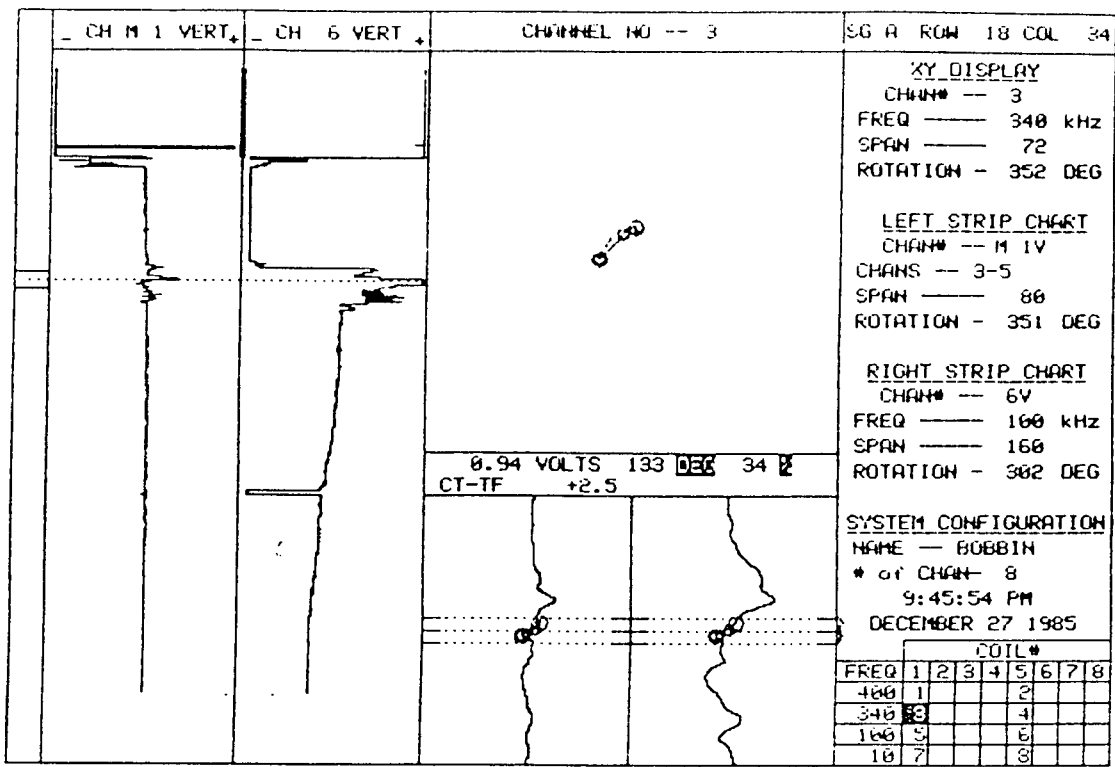 _ CH M 1 VERT +
_ CH 6 VERT +
CHANNEL NO -- 3
SG A ROW 18 COL 34
XY DISPLAY
CHAN# -- 3
FREQ ---- 340 kHz
SPAN ---- 72
ROTATION - 352 DEG
LEFT STRIP CHART
CHAN# -- M 1V
CHANS -- 3-5
SPAN ---- 80
ROTATION - 351 DEG
RIGHT STRIP CHART
CHAN# -- 6V
FREQ ---- 100 kHz
SPAN ---- 160
ROTATION - 302 DEG
0.94 VOLTS 133 DEG 34 %
CT-TF +2.5
SYSTEM CONFIGURATION
NAME -- BOBBIN
# of CHAN- 8
9:45:54 PM
DECEMBER 27 1985
COIL#
FREQ 1 2 3 4 5 6 7 8
400 1 2
340 3 4
100 5 6
10 7 8